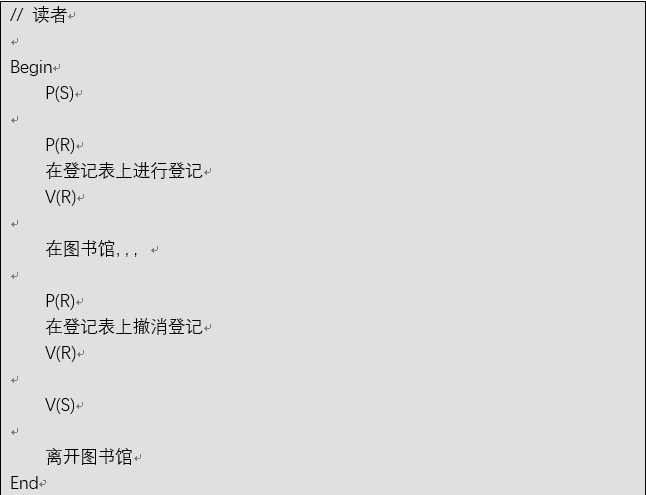 // 读者
Begin
P(S)
P(R)
在登记表上进行登记
V(R)
在图书馆, , ,
P(R)
在登记表上撤消登记
V(R)
V(S)
离开图书馆
End